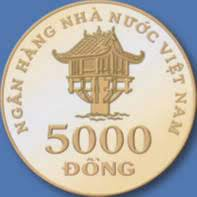 NGÂN HÀNG NHÀ NƯỚC VIỆT NAM
5000
ĐỒNG